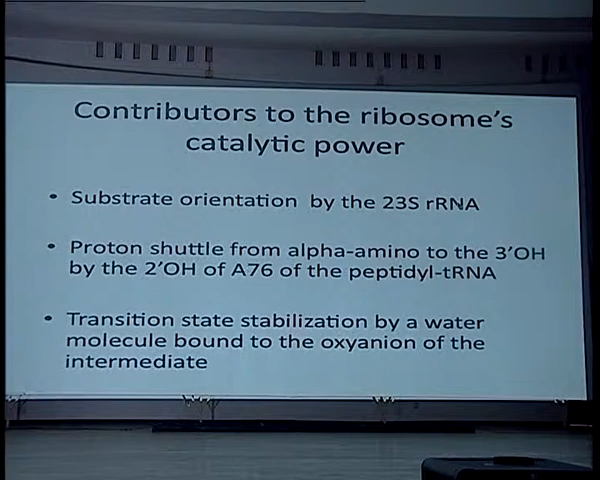 Contributors to the ribosome's
catalytic power
• Substrate orientation by the 23S rRNA
• Proton shuttle from alpha-amino to the 3'OH
by the 2'OH of A76 of the peptidyl-tRNA
• Transition state stabilization by a water
molecule bound to the oxyanion of the
intermediate